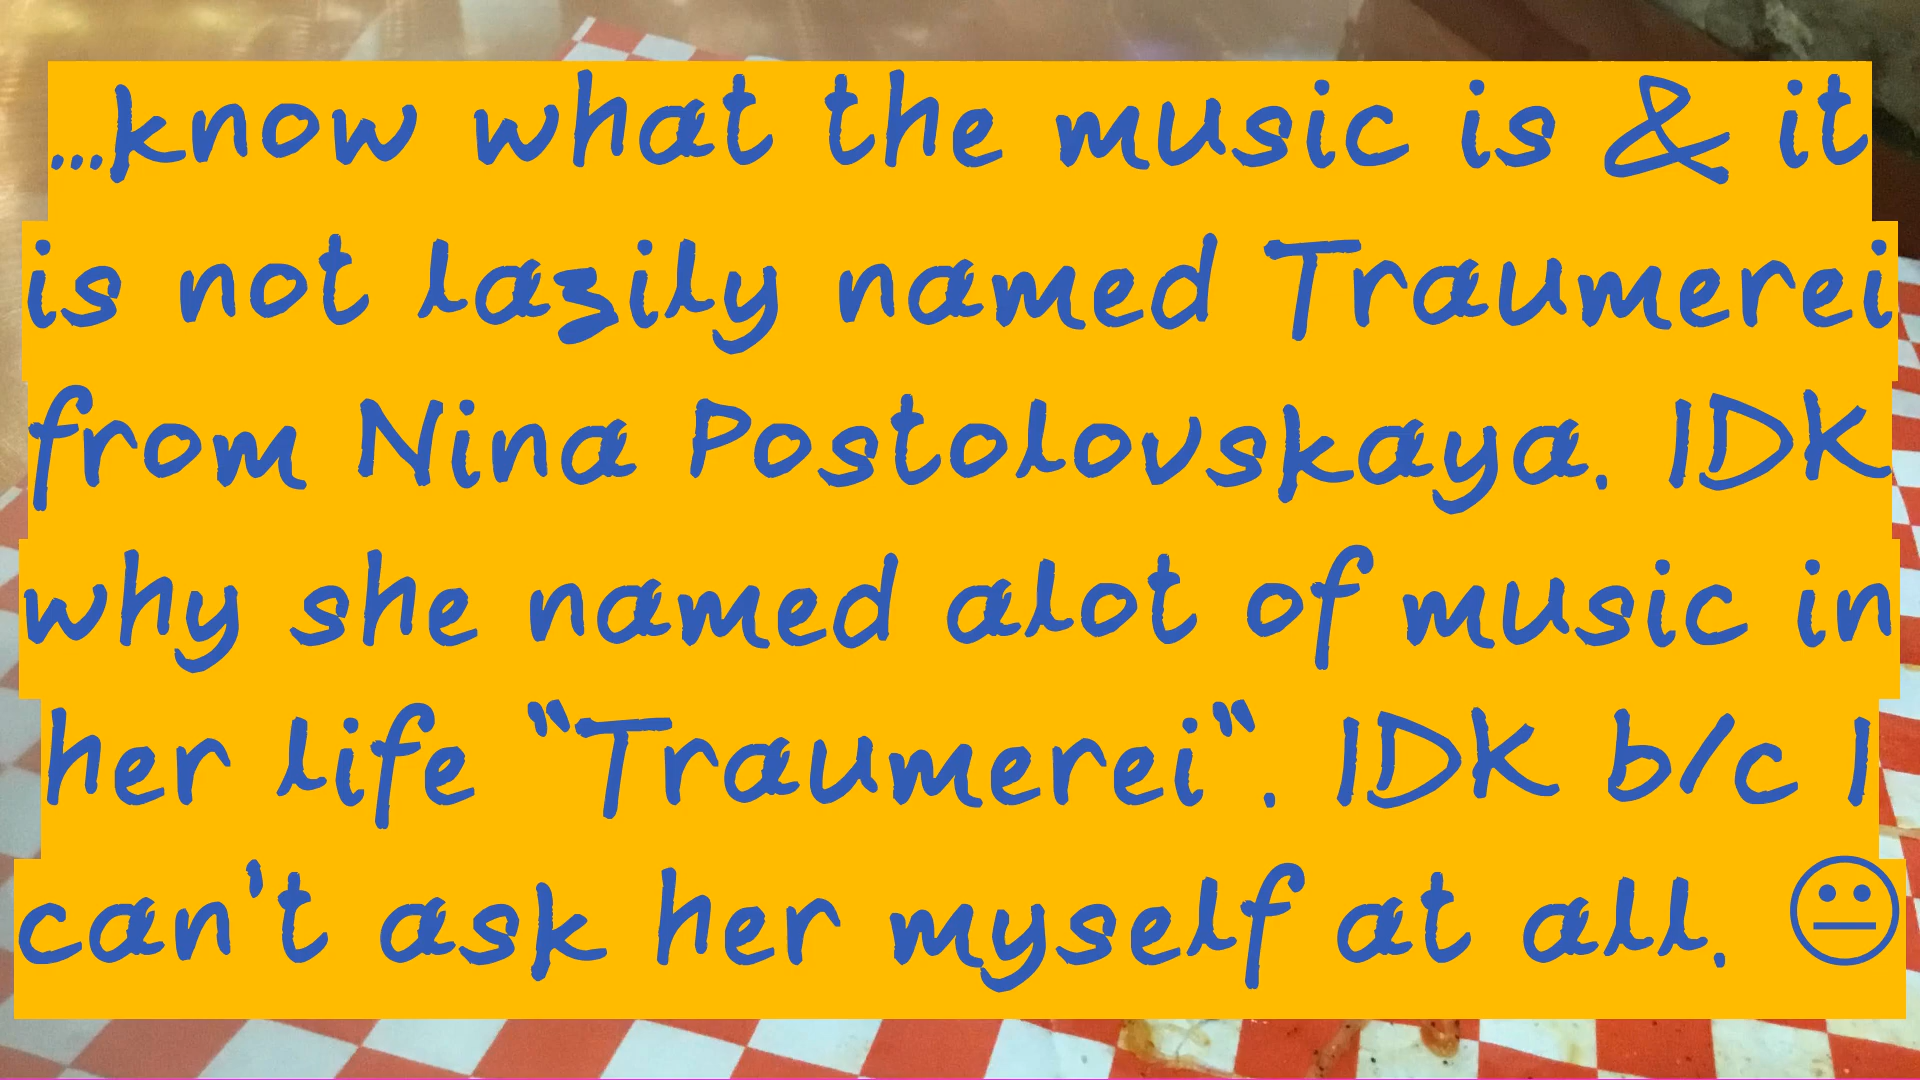 ...know what the music is & it
is not lazily named Traumerei
from Nina Postolovskaya. IDK
why she named alot of music in
her life "Traumerei". IDK b/c I
can't ask her myself at all. 😐